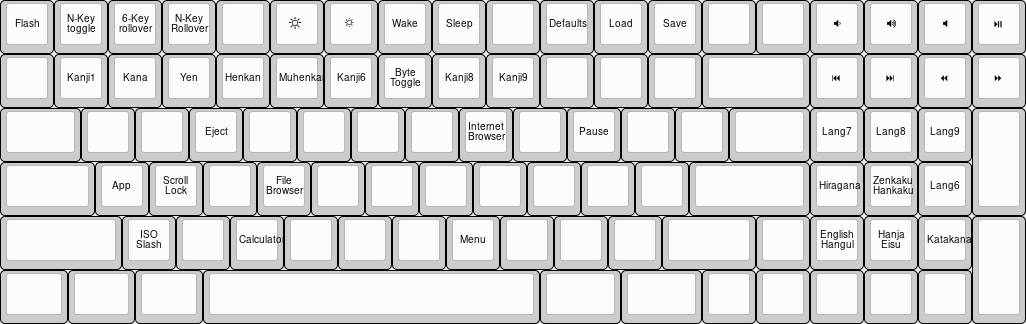 Flash
N-Key
toggle
6-Key
rollover
N-Key
Rollover
Wake
Sleep
Defaults
Load
Save
Kanji1
Kana
Yen
Henkan
Muhenkan
Kanji6
Byte
Toggle
Kanji8
Kanji9
Eject
Internet
Browser
Pause
Lang7
Lang8
Lang9
App
Scroll
Lock
File
Browser
Hiragana
Zenkaku
Hankaku
Lang6
ISO
Slash
Calculator
Menu
English
Hangul
Hanja
Eisu
Katakana